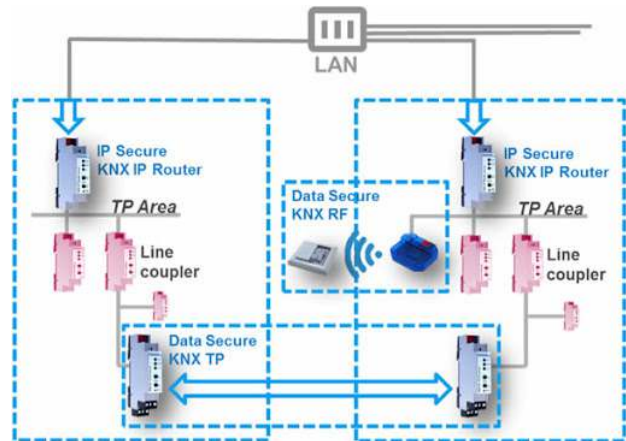 LAN
IP Secure
KNX IP Router
TP Area
Line
coupler
Data Secure
KNX RF
IP Secure
KNX IP Router
TP Area
Line
coupler
Data Secure
KNX TP